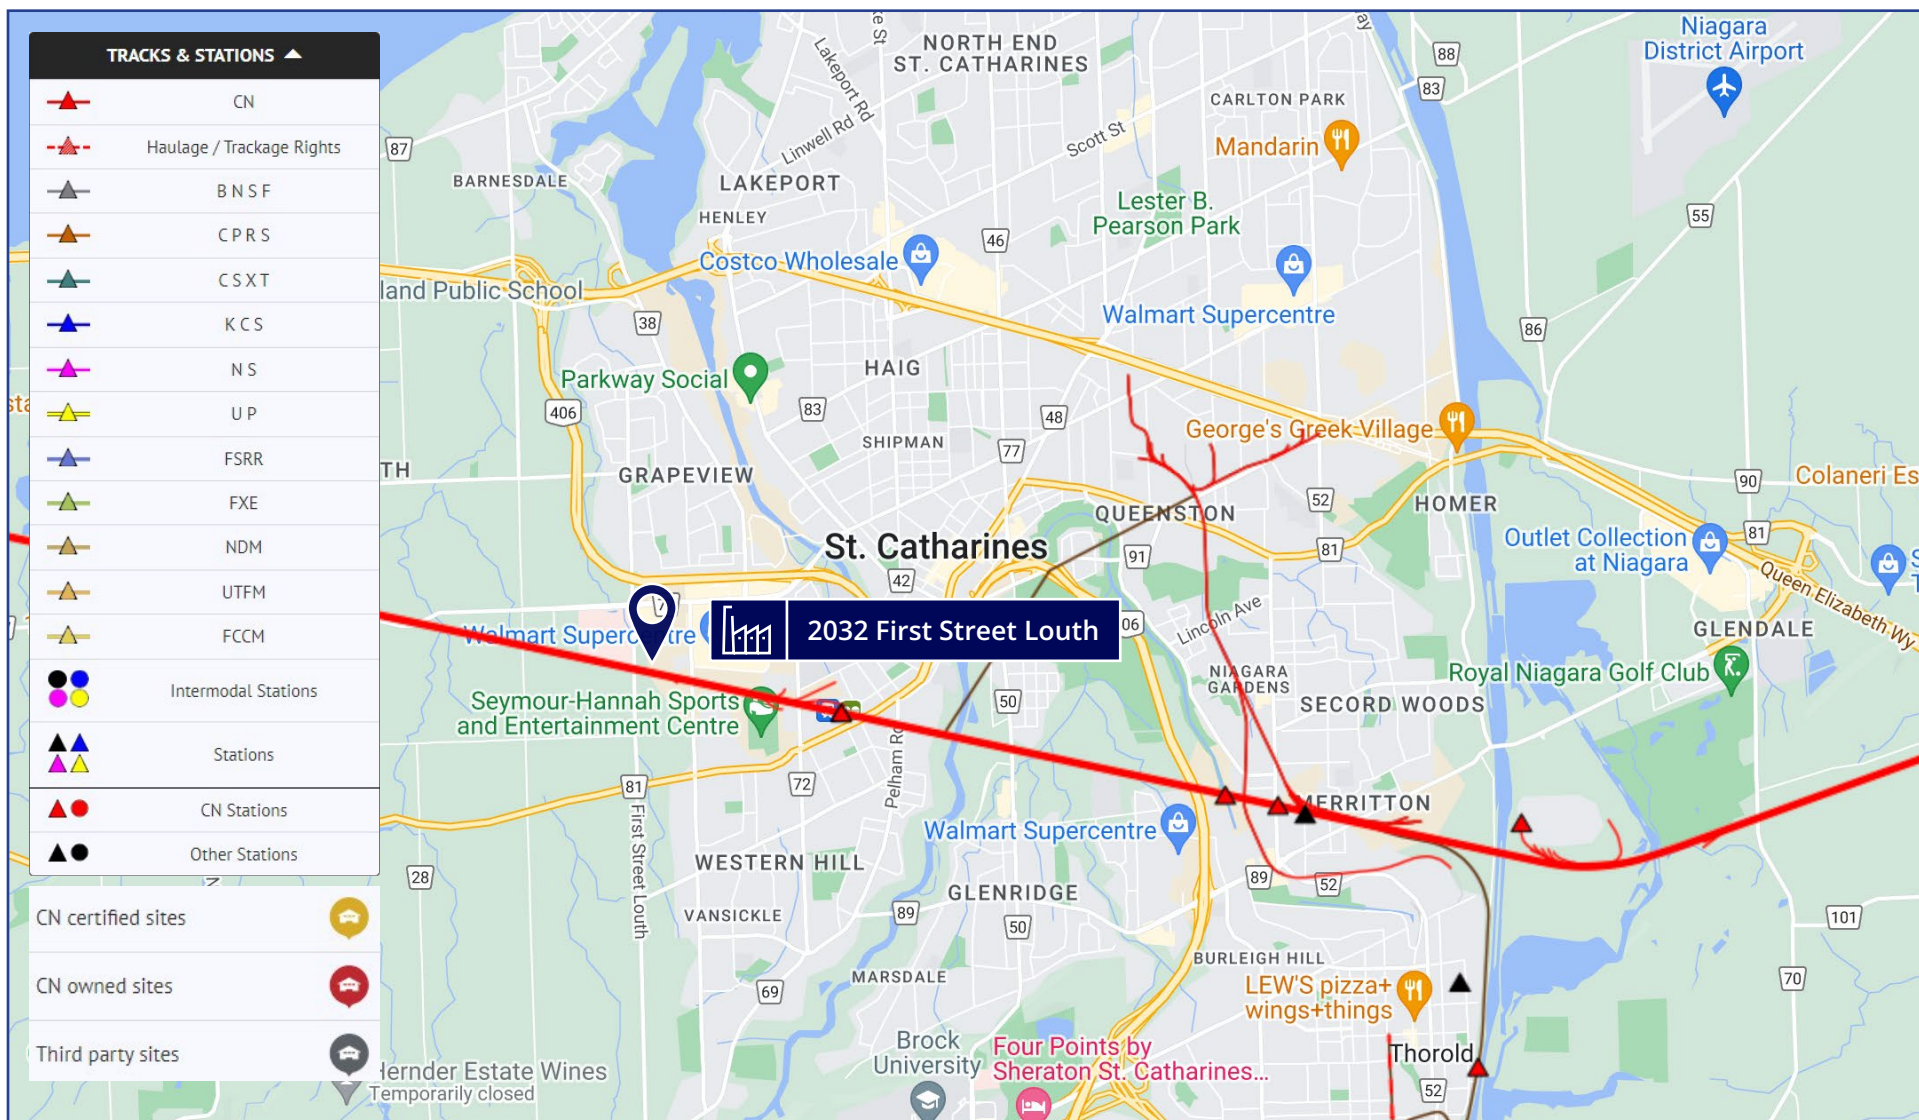 TRACKS & STATIONS
CN
Haulage / Trackage Rights
B N S F
C P R S
C S X T
K C S
N S
U P
FSRR
FXE
NDM
UTFM
FCCM
Intermodal Stations
Stations
CN Stations
Other Stations
CN certified sites
CN owned sites
Third party sites
NORTH END
ST. CATHARINES
Niagara
District Airport
88
83
Lakeport Rd
Linwell Rd
Scott St
CARLTON PARK
Mandarin
87
BARNESDALE
LAKEPORT
HENLEY
Lester B.
Pearson Park
55
46
Costco Wholesale
land Public School
Walmart Supercentre
38
86
HAIG
Parkway Social
406
83
48
SHIPMAN
77
George's Greek Village
TH
GRAPEVIEW
90
Colaneri Es
52
HOMER
QUEENSTON
St. Catharines
91
81
Outlet Collection
at Niagara
81
42
Queen Elizabeth Wy
Lincoln Ave
GLENDALE
Walmart Supercentre
2032 First Street Louth
06
NIAGARA
GARDENS
Royal Niagara Golf Club
SECORD WOODS
Seymour-Hannah Sports
and Entertainment Centre
50
Pelham Rd
81
72
First Street Louth
MERRITTON
Walmart Supercentre
WESTERN HILL
28
89
52
GLENRIDGE
VANSICKLE
89
50
101
BURLEIGH HILL
MARSDALE
69
LEW'S pizza+
wings+things
70
Brock
University
Four Points by
Sheraton St. Catharines...
Thorold
Hernder Estate Wines
Temporarily closed
52